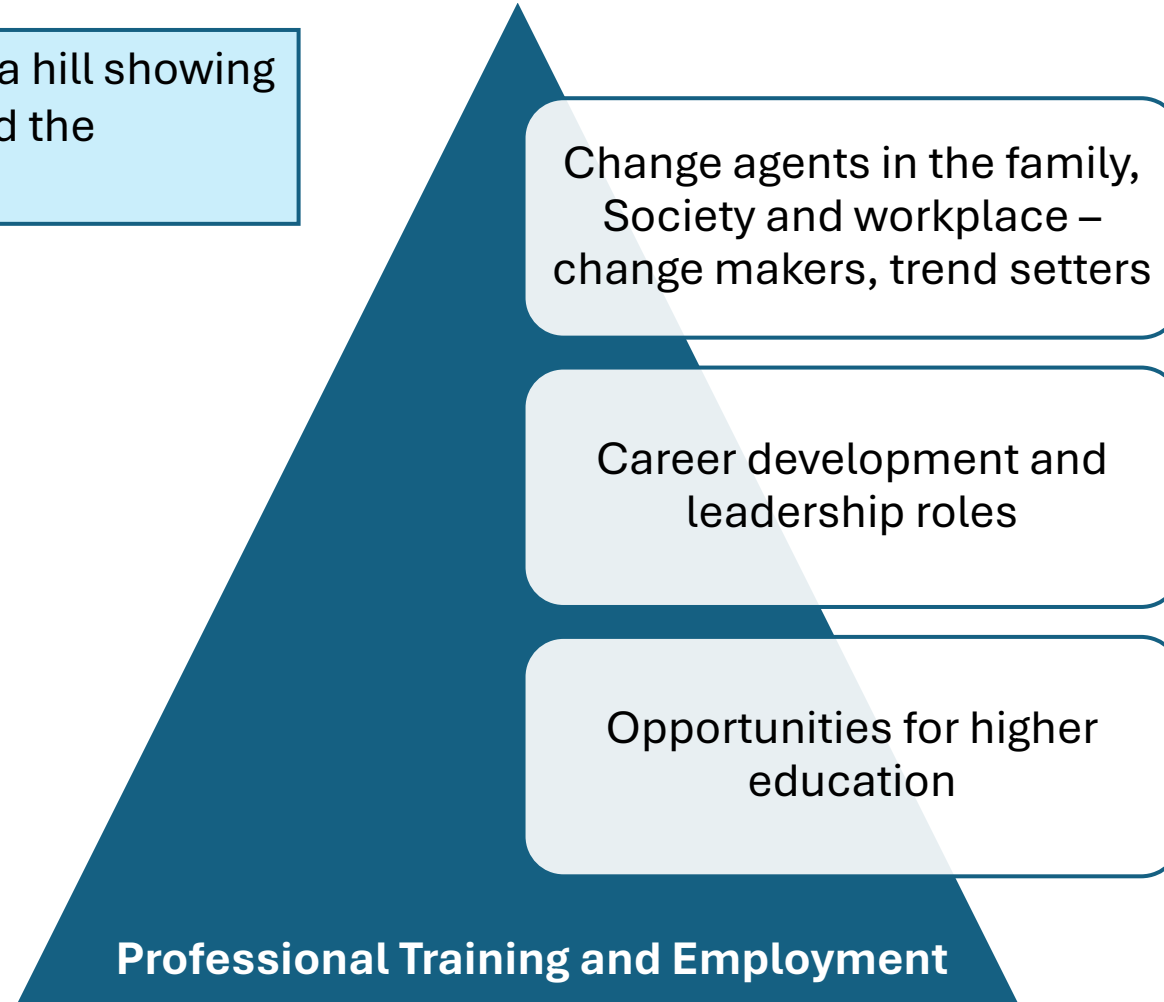 a hill showing
d the
Change agents in the family,
Society and workplace –
change makers, trend setters
Career development and
leadership roles
Opportunities for higher
education
Professional Training and Employment